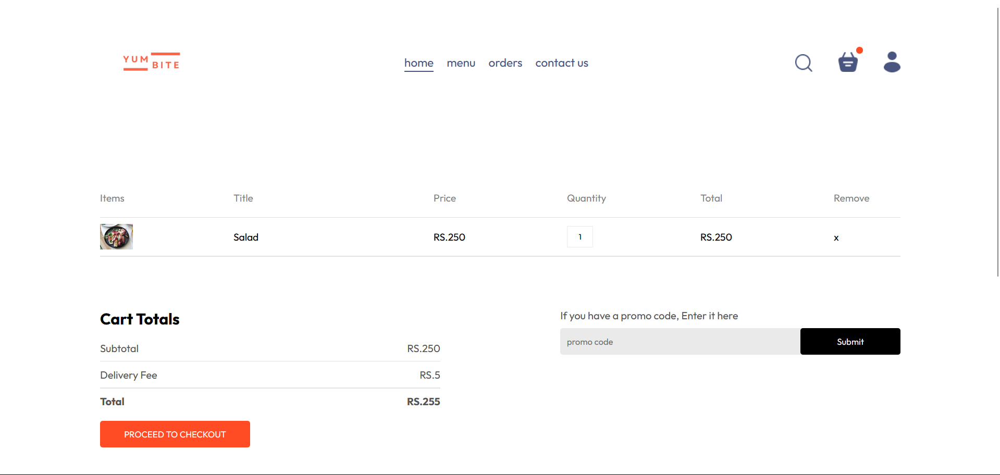 YUM
BITE
home menu orders contact us
Items Title Price Quantity Total Remove
Salad RS.250 1 RS.250 x
Cart Totals
Subtotal RS.250
Delivery Fee RS.5
Total RS.255
PROCEED TO CHECKOUT
If you have a promo code, Enter it here
promo code Submit